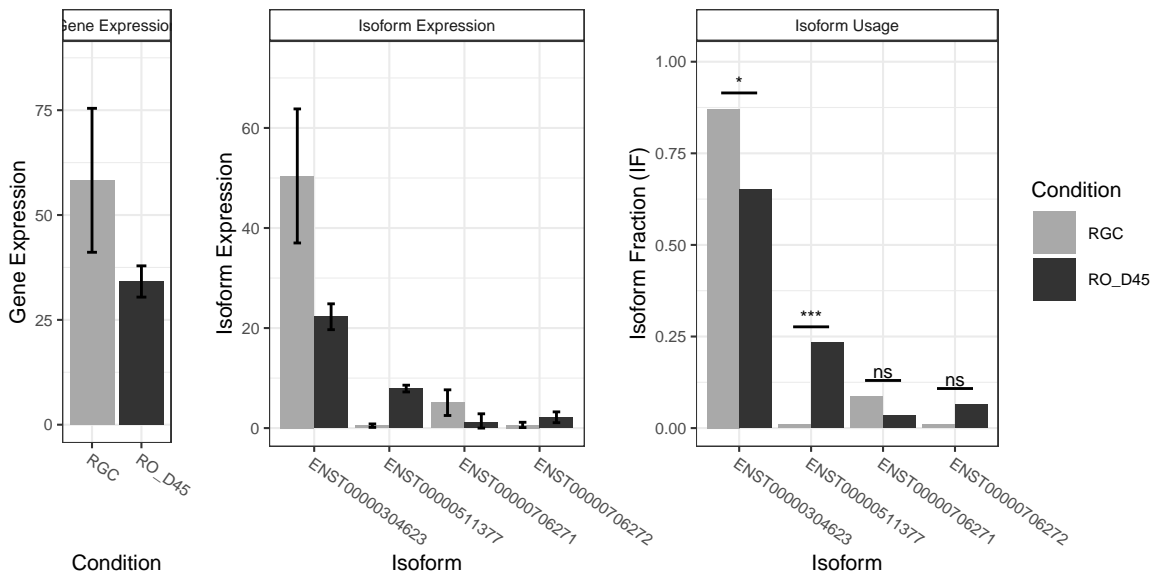 Gene Expression
Isoform Expression
Isoform Usage
Gene Expression
75
50
25
0
RGC
RO_D45
Condition
Isoform Expression
60
40
20
0
ENST00000304623
ENST00000511377
ENST00000706271
ENST00000706272
Isoform
Isoform Fraction (IF)
1.00
0.75
0.50
0.25
0.00
*
***
ns
ns
ENST00000304623
ENST00000511377
ENST00000706271
ENST00000706272
Isoform
Condition
RGC
RO_D45